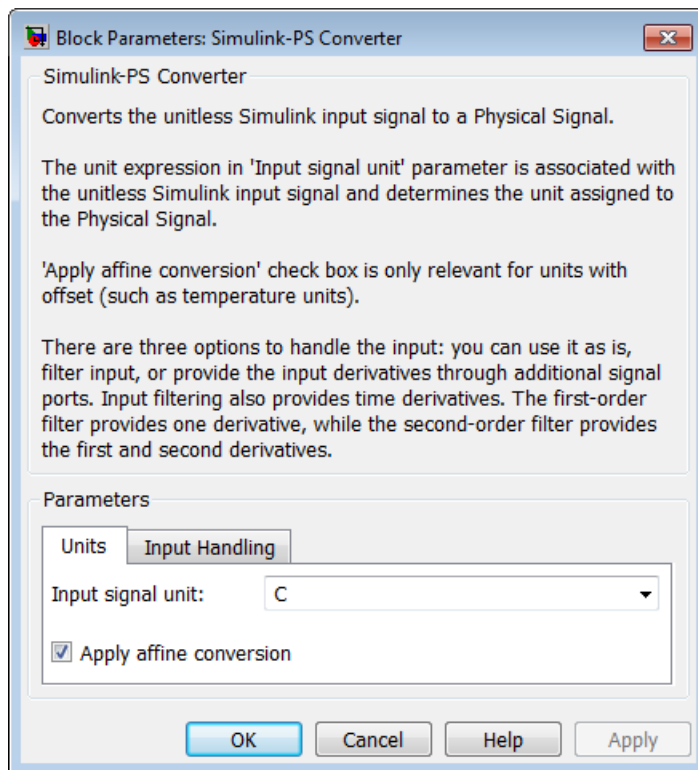 Block Parameters: Simulink-PS Converter
Simulink-PS Converter
Converts the unitless Simulink input signal to a Physical Signal.
The unit expression in 'Input signal unit' parameter is associated with
the unitless Simulink input signal and determines the unit assigned to
the Physical Signal.
'Apply affine conversion' check box is only relevant for units with
offset (such as temperature units).
There are three options to handle the input: you can use it as is,
filter input, or provide the input derivatives through additional signal
ports. Input filtering also provides time derivatives. The first-order
filter provides one derivative, while the second-order filter provides
the first and second derivatives.
Parameters
Units Input Handling
Input signal unit: C
Apply affine conversion
OK Cancel Help Apply